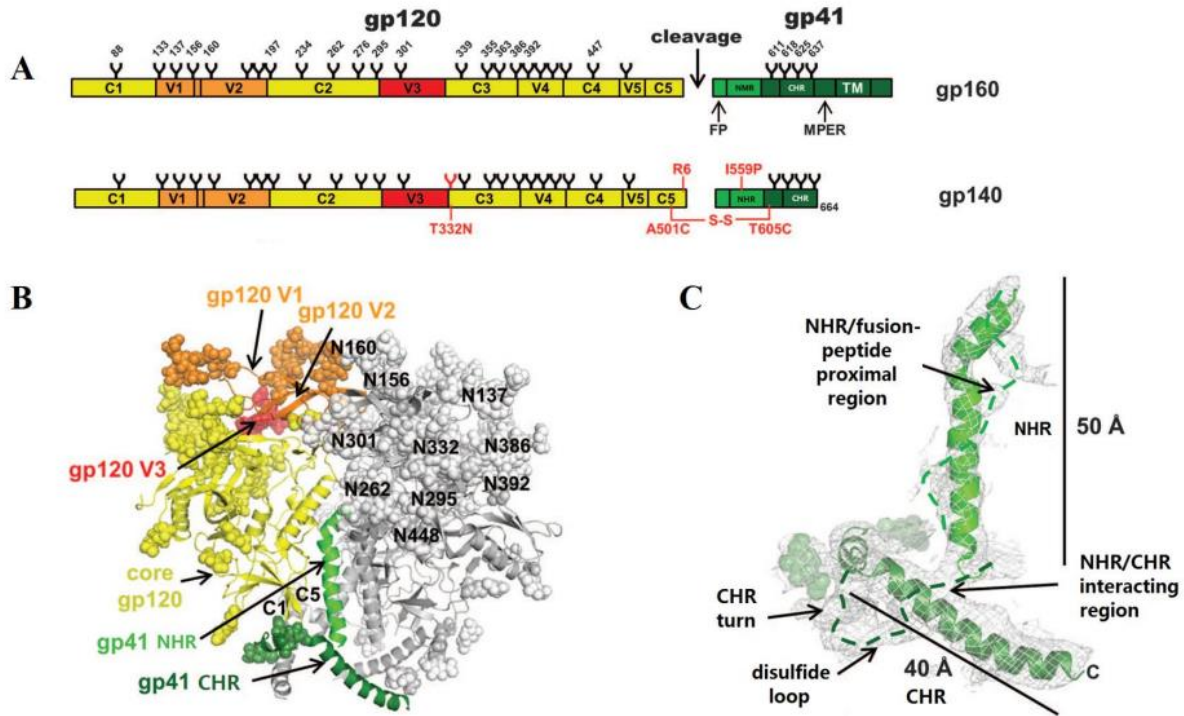 gp120
gp41
A
88
133
137
156
160
197
234
262
276
295
301
339
355
363
386
392
447
cleavage
611
618
625
637
C1
V1
V2
C2
V3
C3
V4
C4
V5
C5
NMR
CHR
TM
gp160
FP
MPER
R6
I559P
C1
V1
V2
C2
V3
C3
V4
C4
V5
C5
NHR
CHR
664
gp140
T332N
A501C
S-S
T605C
B
gp120 V1
gp120 V2
N160
N156
N137
N301
N332
N386
gp120 V3
N262
N295
N392
N448
core
gp120
C1
C5
gp41 NHR
gp41 CHR
C
NHR/fusion-
peptide
proximal
region
NHR
50 Å
NHR/CHR
interacting
region
CHR
turn
disulfide
loop
40 Å
CHR
C